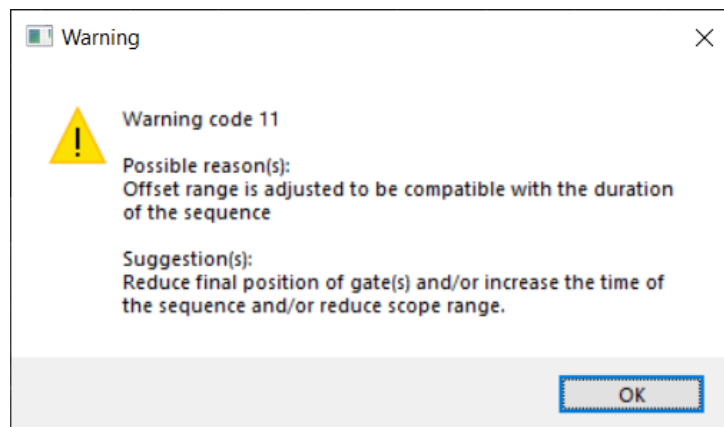 Warning
Warning code 11
Possible reason(s):
Offset range is adjusted to be compatible with the duration
of the sequence
Suggestion(s):
Reduce final position of gate(s) and/or increase the time of
the sequence and/or reduce scope range.
OK